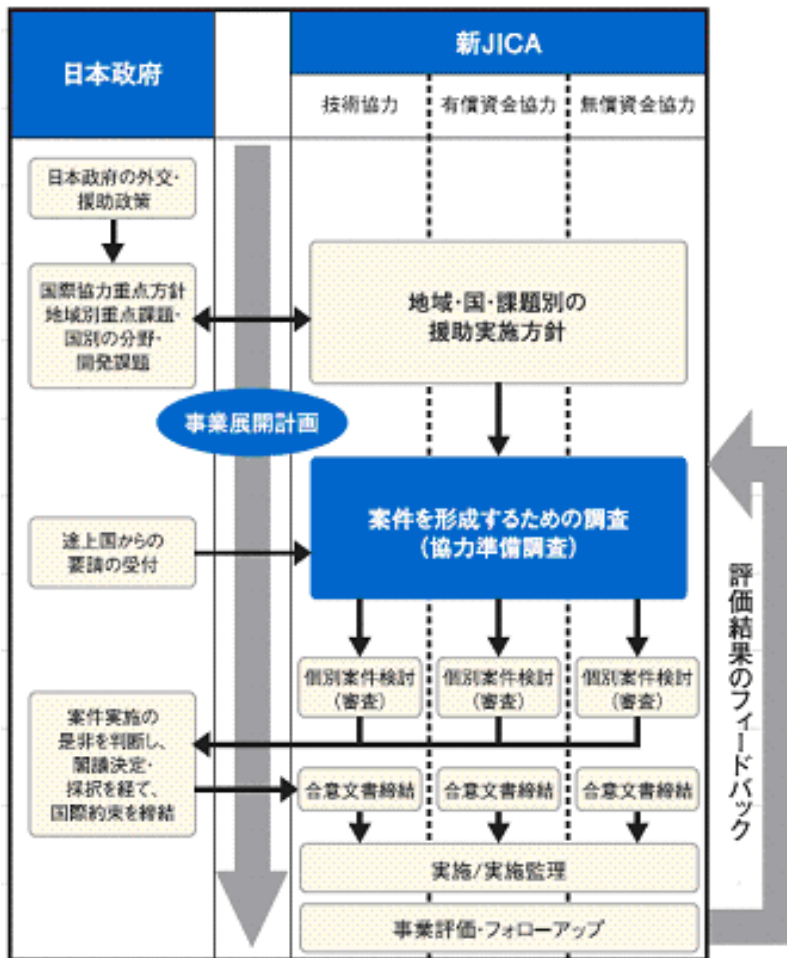 日本政府
新JICA
技術協力
有償資金協力
無償資金協力
日本政府の外交・
援助政策
国際協力重点方針
地域別重点課題・
国別の分野・
開発課題
地域・国・課題別の
援助実施方針
事業展開計画
案件を形成するための調査
（協力準備調査）
途上国からの
要請の受付
個別案件検討
（審査）
個別案件検討
（審査）
個別案件検討
（審査）
案件実施の
是非を判断し、
閣議決定・
採択を経て、
国際約束を締結
合意文書締結
合意文書締結
合意文書締結
実施/実施監理
事業評価・フォローアップ
評価結果のフィードバック